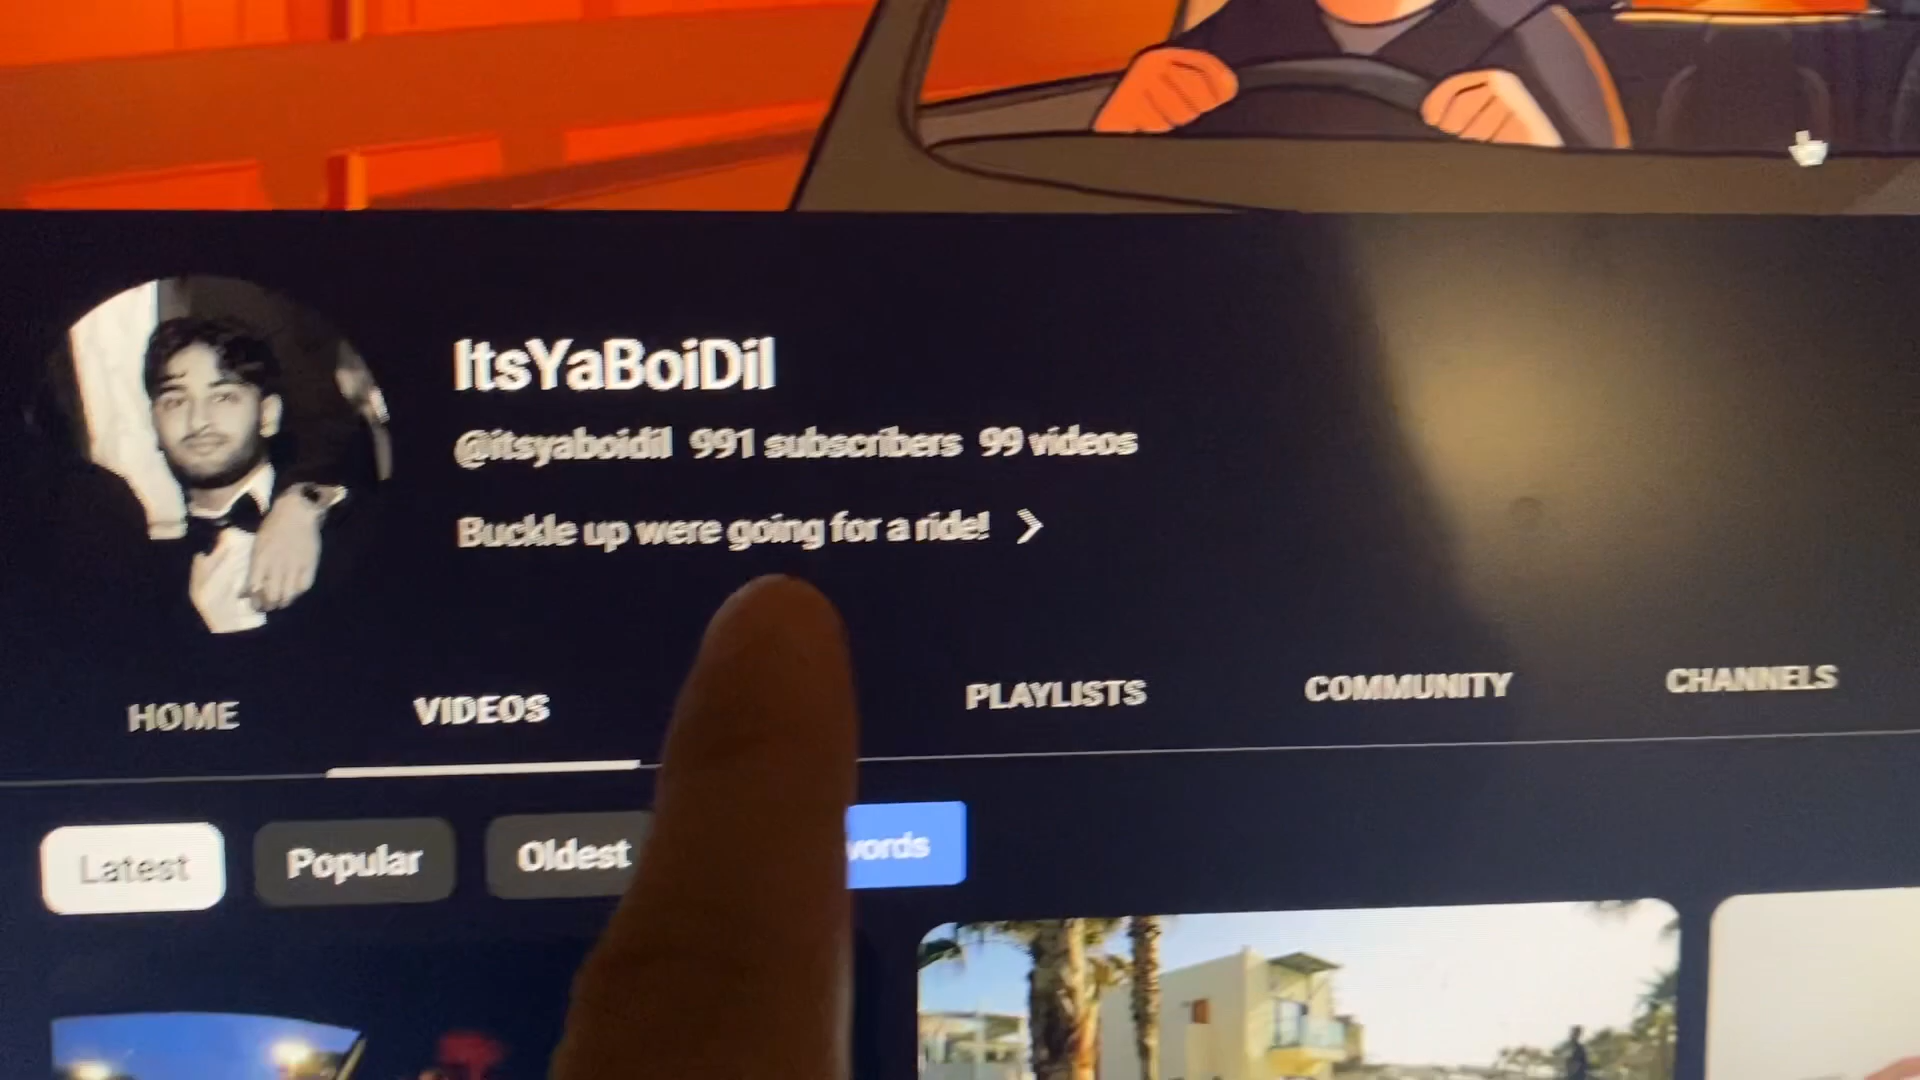 ItsYaBoiDil
@itsyaboidil 991 subscribers 99 videos
Buckle up were going for a ride!
HOME VIDEOS PLAYLISTS COMMUNITY CHANNELS
Latest Popular Oldest